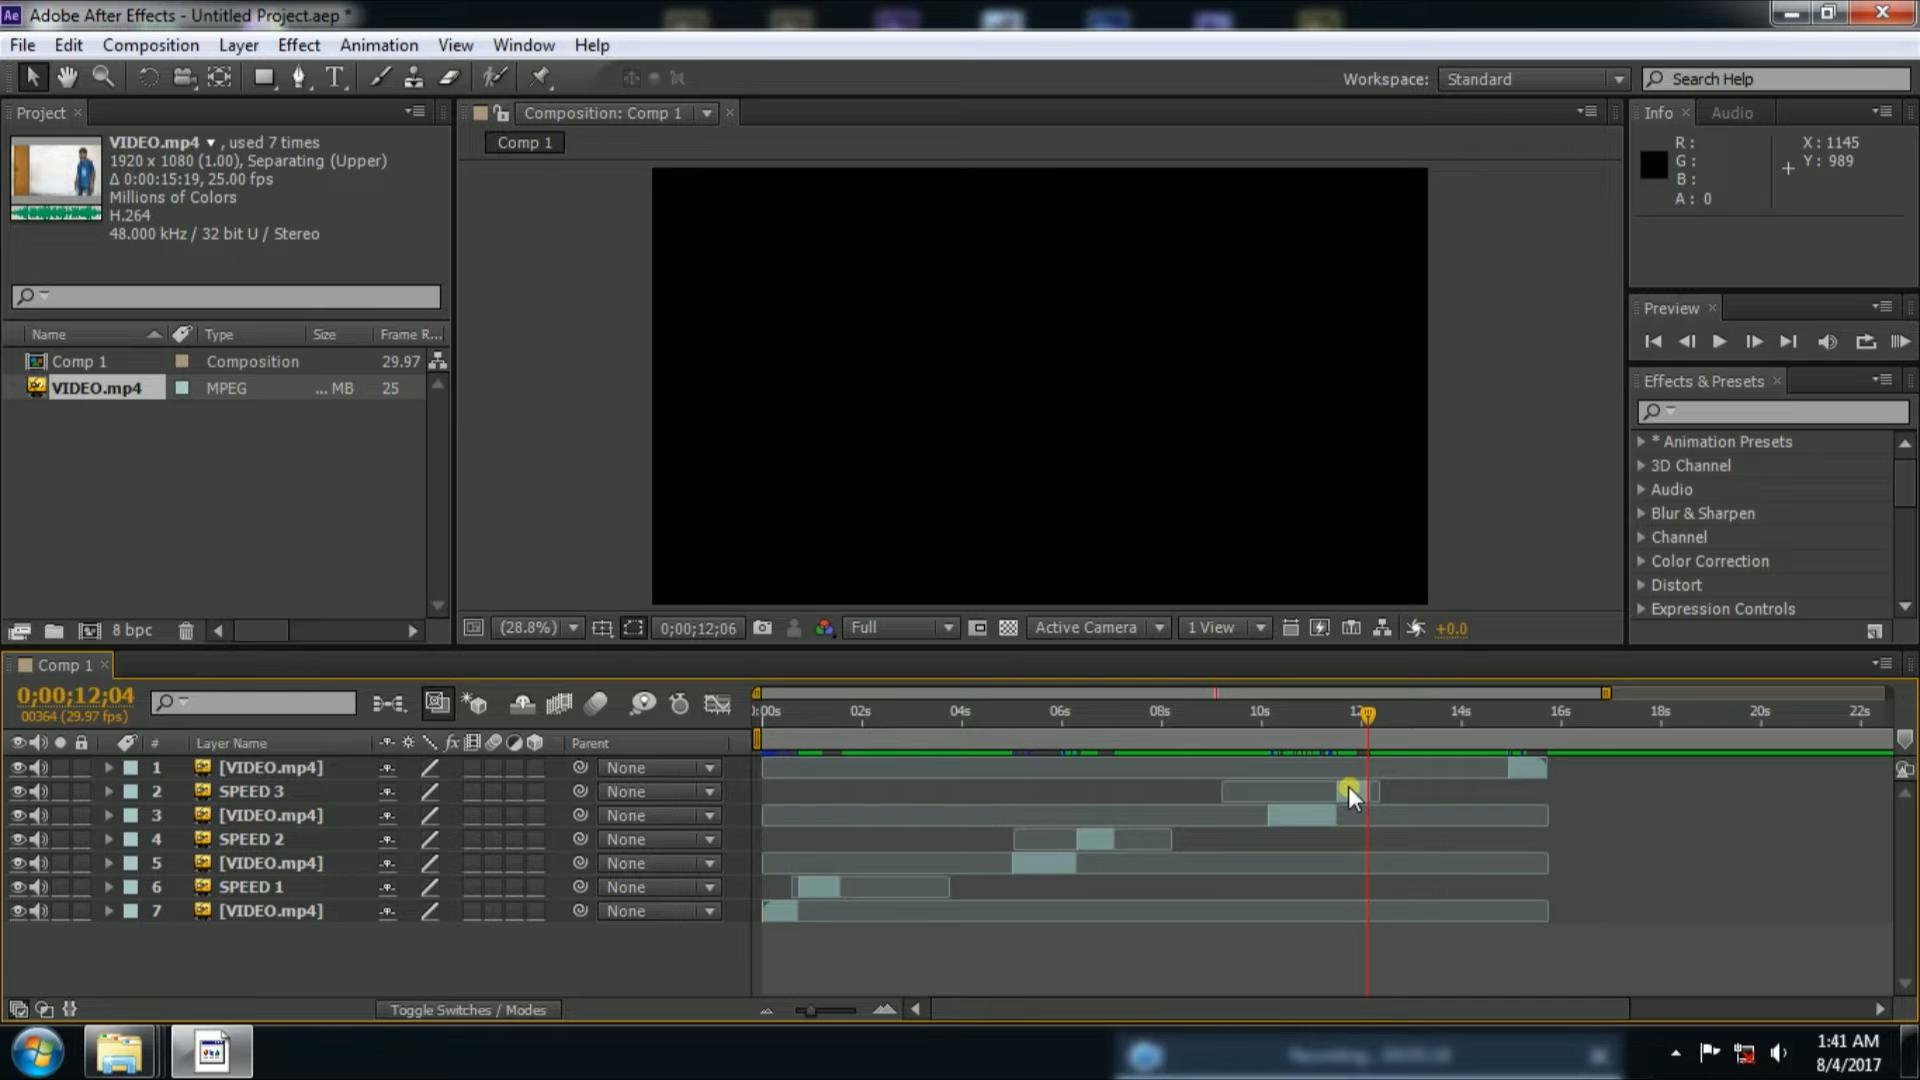 Adobe After Effects - Untitled Project.aep *
File Edit Composition Layer Effect Animation View Window Help
Workspace: Standard Search Help
Project
VIDEO.mp4 ▼ , used 7 times
1920 x 1080 (1.00), Separating (Upper)
Δ 0:00:15:19, 25.00 fps
Millions of Colors
H.264
48.000 kHz / 32 bit U / Stereo
Name Type Size Frame R...
Comp 1 Composition 29.97
VIDEO.mp4 MPEG ... MB 25
8 bpc
Composition: Comp 1
Comp 1
(28.8%) 0;00;12;06 Full Active Camera 1 View +0.0
Info Audio
R : X : 1145
G : Y : 989
B :
A : 0
Preview
Effects & Presets
* Animation Presets
3D Channel
Audio
Blur & Sharpen
Channel
Color Correction
Distort
Expression Controls
Comp 1
0;00;12;04
00364 (29.97 fps)
# Layer Name fx Parent
1 [VIDEO.mp4] None
2 SPEED 3 None
3 [VIDEO.mp4] None
4 SPEED 2 None
5 [VIDEO.mp4] None
6 SPEED 1 None
7 [VIDEO.mp4] None
02s 04s 06s 08s 10s 14s 16s 18s 20s 22s
Toggle Switches / Modes
1:41 AM
8/4/2017